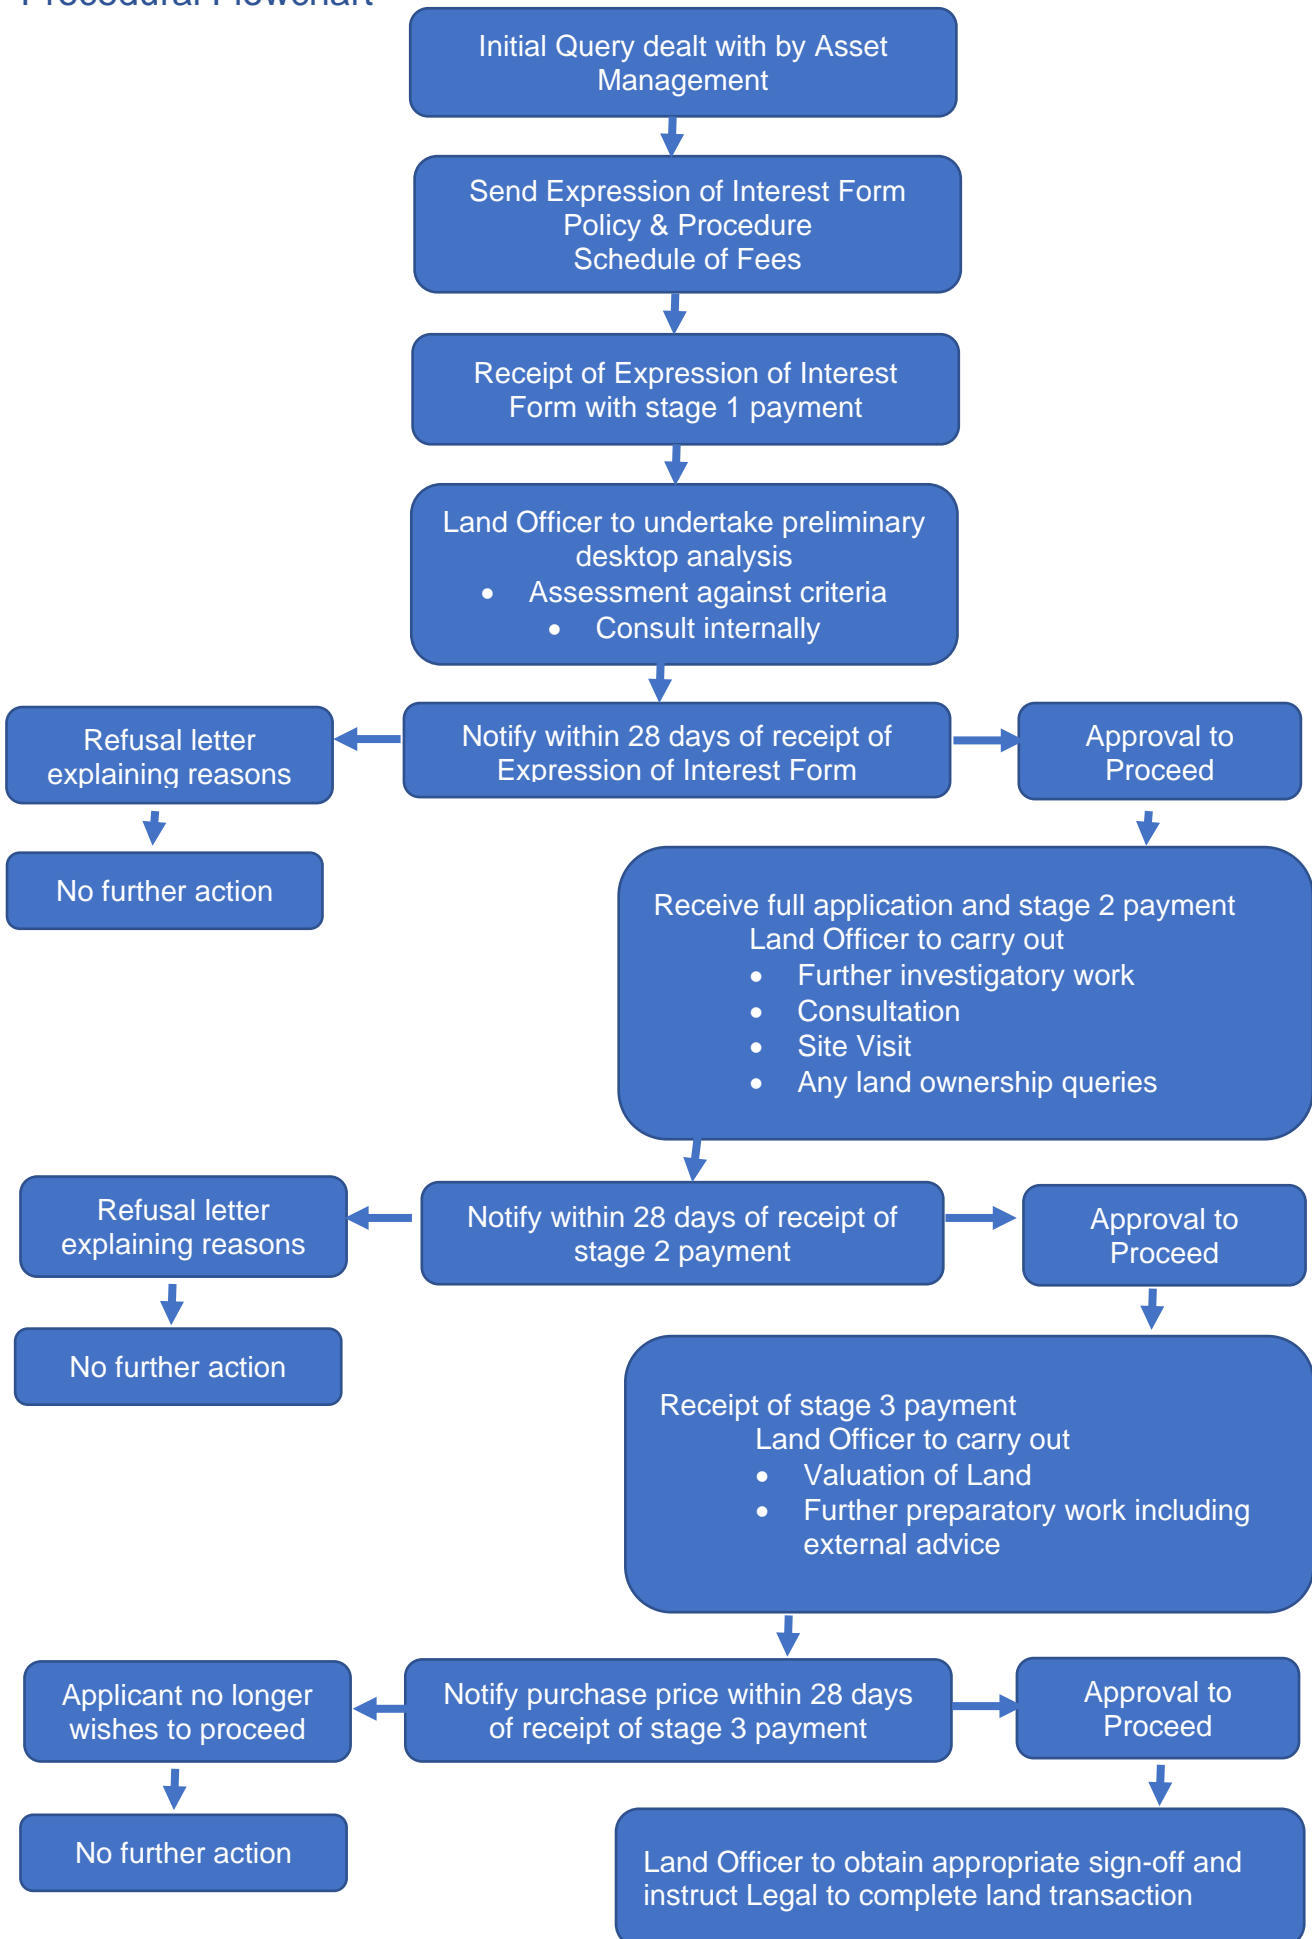 Procedural Flowchart
Initial Query dealt with by Asset
Management
Send Expression of Interest Form
Policy & Procedure
Schedule of Fees
Receipt of Expression of Interest
Form with stage 1 payment
Land Officer to undertake preliminary
desktop analysis
• Assessment against criteria
• Consult internally
Refusal letter
explaining reasons
Notify within 28 days of receipt of
Expression of Interest Form
Approval to
Proceed
No further action
Receive full application and stage 2 payment
Land Officer to carry out
• Further investigatory work
• Consultation
• Site Visit
• Any land ownership queries
Refusal letter
explaining reasons
Notify within 28 days of receipt of
stage 2 payment
Approval to
Proceed
No further action
Receipt of stage 3 payment
Land Officer to carry out
• Valuation of Land
• Further preparatory work including
external advice
Applicant no longer
wishes to proceed
Notify purchase price within 28 days
of receipt of stage 3 payment
Approval to
Proceed
No further action
Land Officer to obtain appropriate sign-off and
instruct Legal to complete land transaction